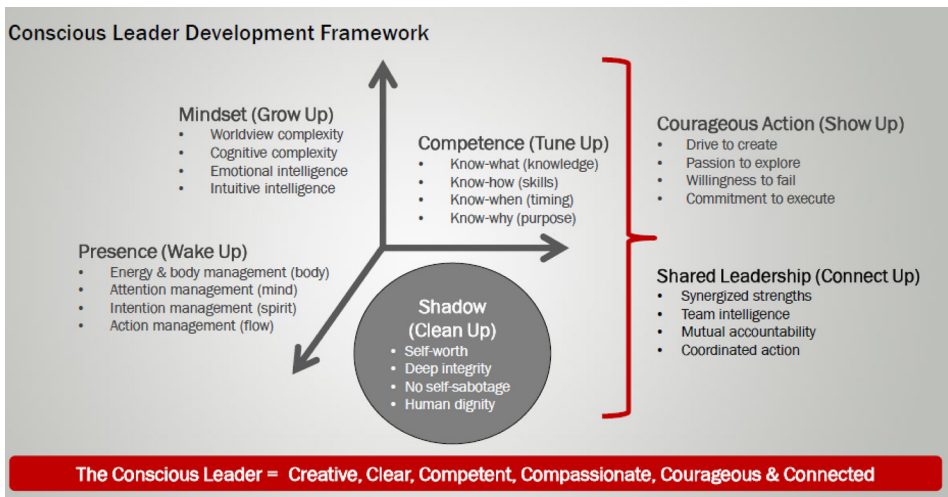 Conscious Leader Development Framework
Mindset (Grow Up)
• Worldview complexity
• Cognitive complexity
• Emotional intelligence
• Intuitive intelligence
Competence (Tune Up)
• Know-what (knowledge)
• Know-how (skills)
• Know-when (timing)
• Know-why (purpose)
Presence (Wake Up)
• Energy & body management (body)
• Attention management (mind)
• Intention management (spirit)
• Action management (flow)
Shadow
(Clean Up)
• Self-worth
• Deep integrity
• No self-sabotage
• Human dignity
Courageous Action (Show Up)
• Drive to create
• Passion to explore
• Willingness to fail
• Commitment to execute
Shared Leadership (Connect Up)
• Synergized strengths
• Team intelligence
• Mutual accountability
• Coordinated action
The Conscious Leader = Creative, Clear, Competent, Compassionate, Courageous & Connected